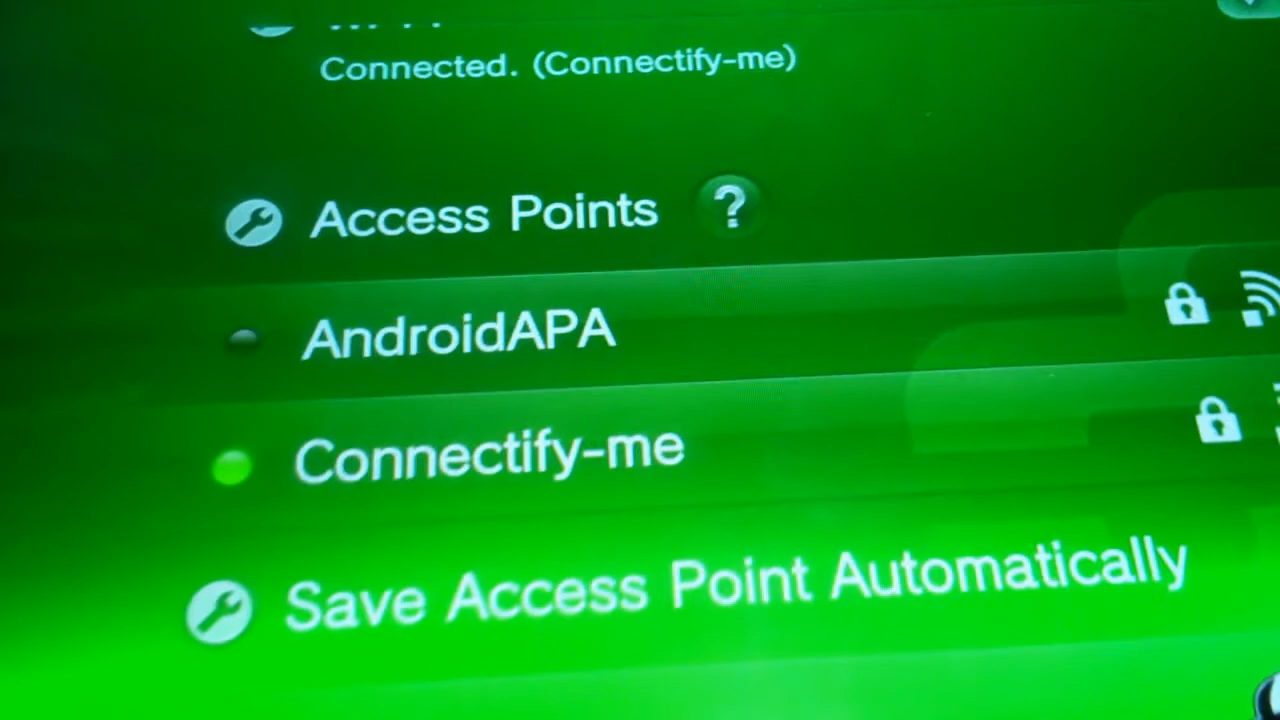 Connected. (Connectify-me)
Access Points ?
AndroidAPA
Connectify-me
Save Access Point Automatically